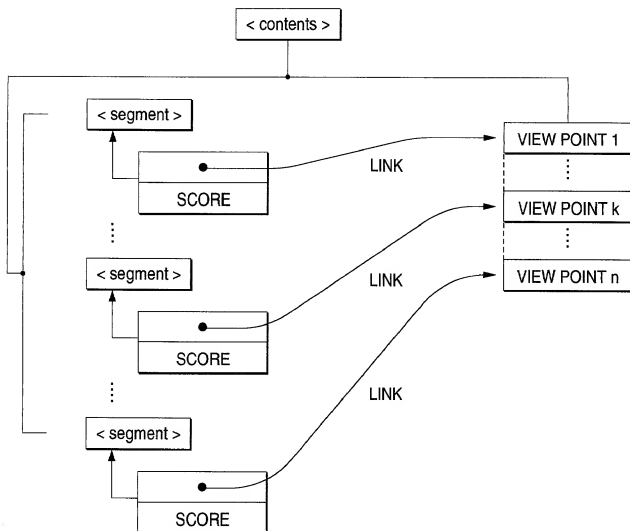 < contents >
< segment >
SCORE
LINK
VIEW POINT 1
VIEW POINT k
VIEW POINT n
< segment >
SCORE
LINK
< segment >
SCORE
LINK